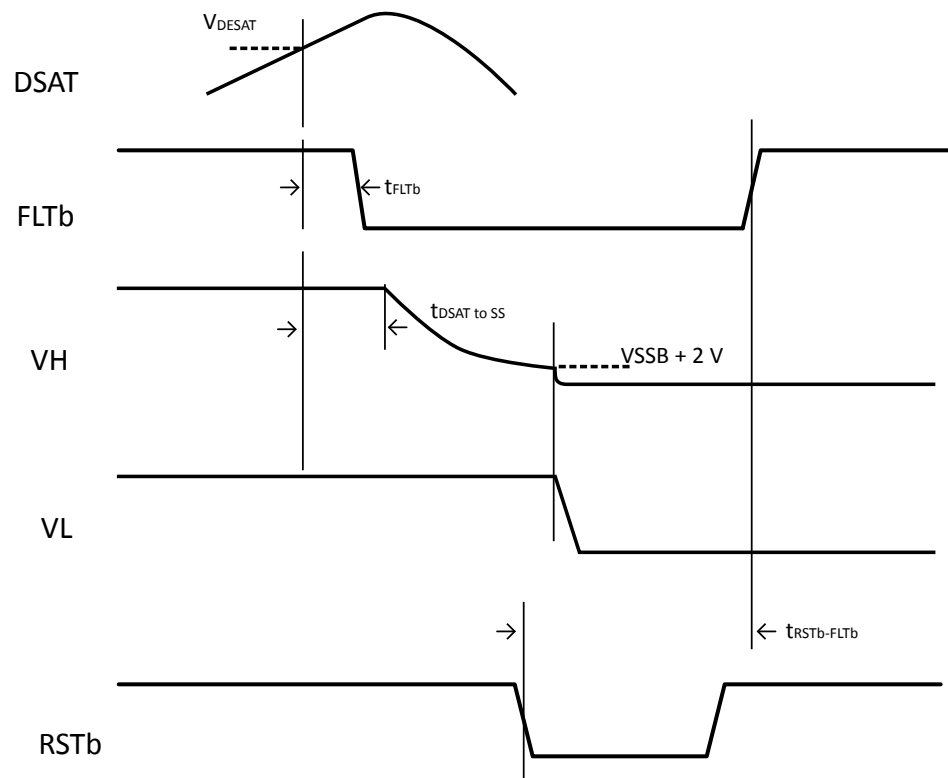 VDESAT
DSAT
tFLTb
FLTb
tDSAT to SS
VSSB + 2 V
VH
VL
tRSTb-FLTb
RSTb